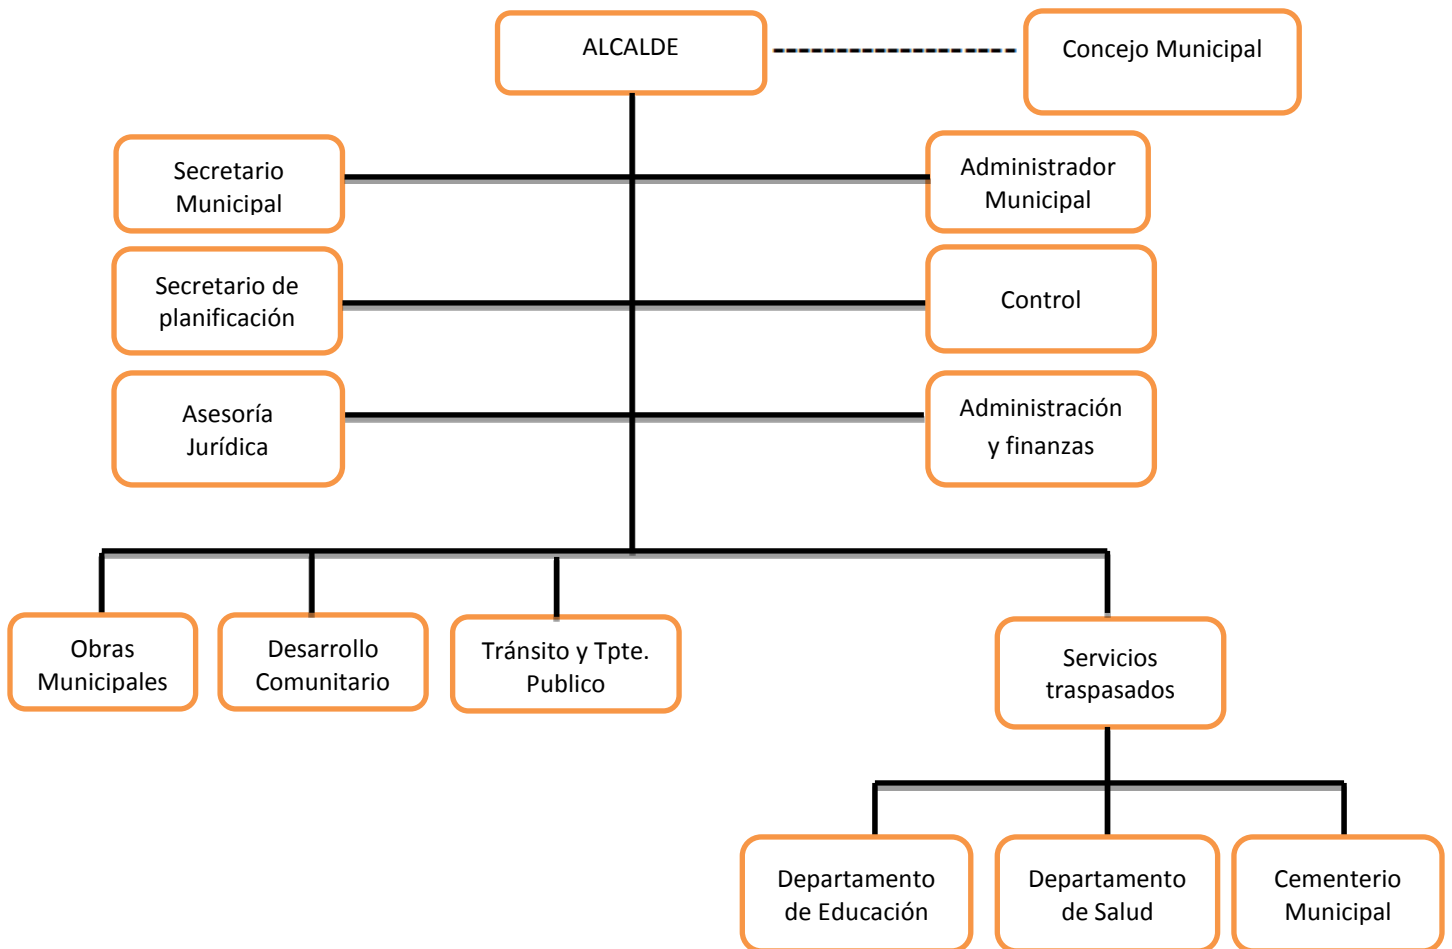 ALCALDE
Concejo Municipal
Secretario
Municipal
Administrador
Municipal
Secretario de
planificación
Control
Asesoría
Jurídica
Administración
y finanzas
Obras
Municipales
Desarrollo
Comunitario
Tránsito y Tpte.
Publico
Servicios
traspasados
Departamento
de Educación
Departamento
de Salud
Cementerio
Municipal